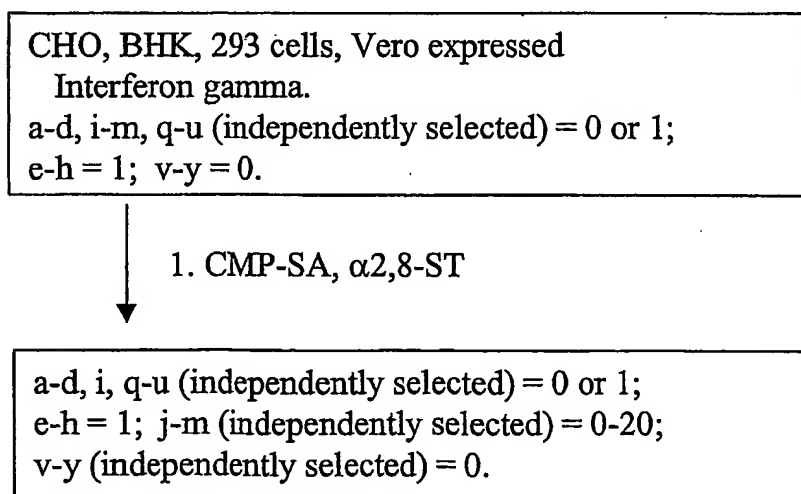 CHO, BHK, 293 cells, Vero expressed
Interferon gamma.
a-d, i-m, q-u (independently selected) = 0 or 1;
e-h = 1; v-y = 0.
1. CMP-SA, α2,8-ST
a-d, i, q-u (independently selected) = 0 or 1;
e-h = 1; j-m (independently selected) = 0-20;
v-y (independently selected) = 0.